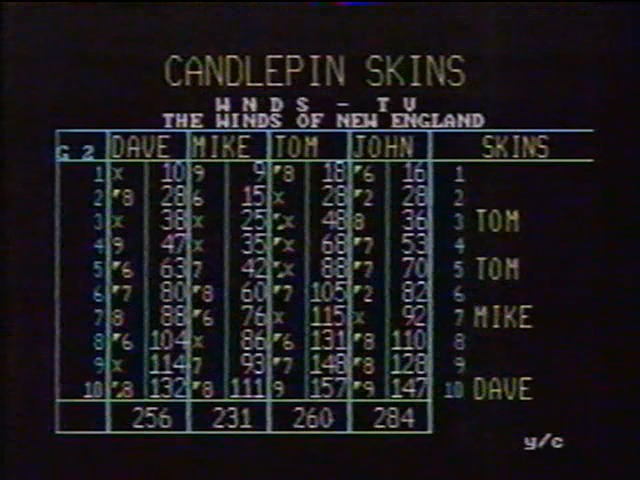 CANDLEPIN SKINS
WNDS - TV
THE WINDS OF NEW ENGLAND
G 2 DAVE MIKE TOM JOHN SKINS
1 x 10 9 9 8 18 6 16 1
2 8 28 6 15 x 28 2 28 2
3 x 38 x 25 x 48 8 36 3 TOM
4 9 47 x 35 x 68 7 53 4
5 6 63 7 42 x 88 7 70 5 TOM
6 7 80 8 60 7 105 2 82 6
7 8 88 6 76 x 115 x 92 7 MIKE
8 6 104 x 86 6 131 8 110 8
9 x 114 7 93 7 148 8 128 9
10 8 132 8 111 9 157 9 147 10 DAVE
256 231 260 284
y/c